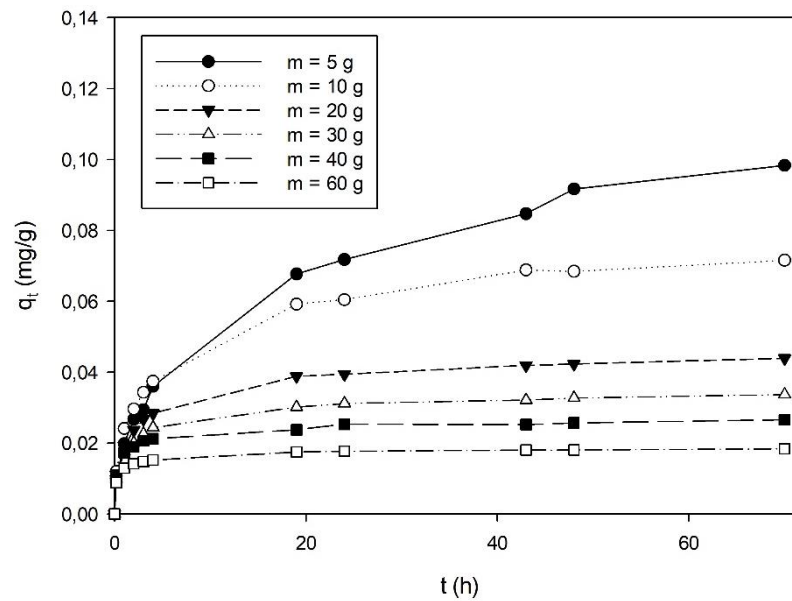 0,14
0,12
0,10
0,08
0,06
0,04
0,02
0,00
qt (mg/g)
m = 5 g
m = 10 g
m = 20 g
m = 30 g
m = 40 g
m = 60 g
0
20
40
60
t (h)